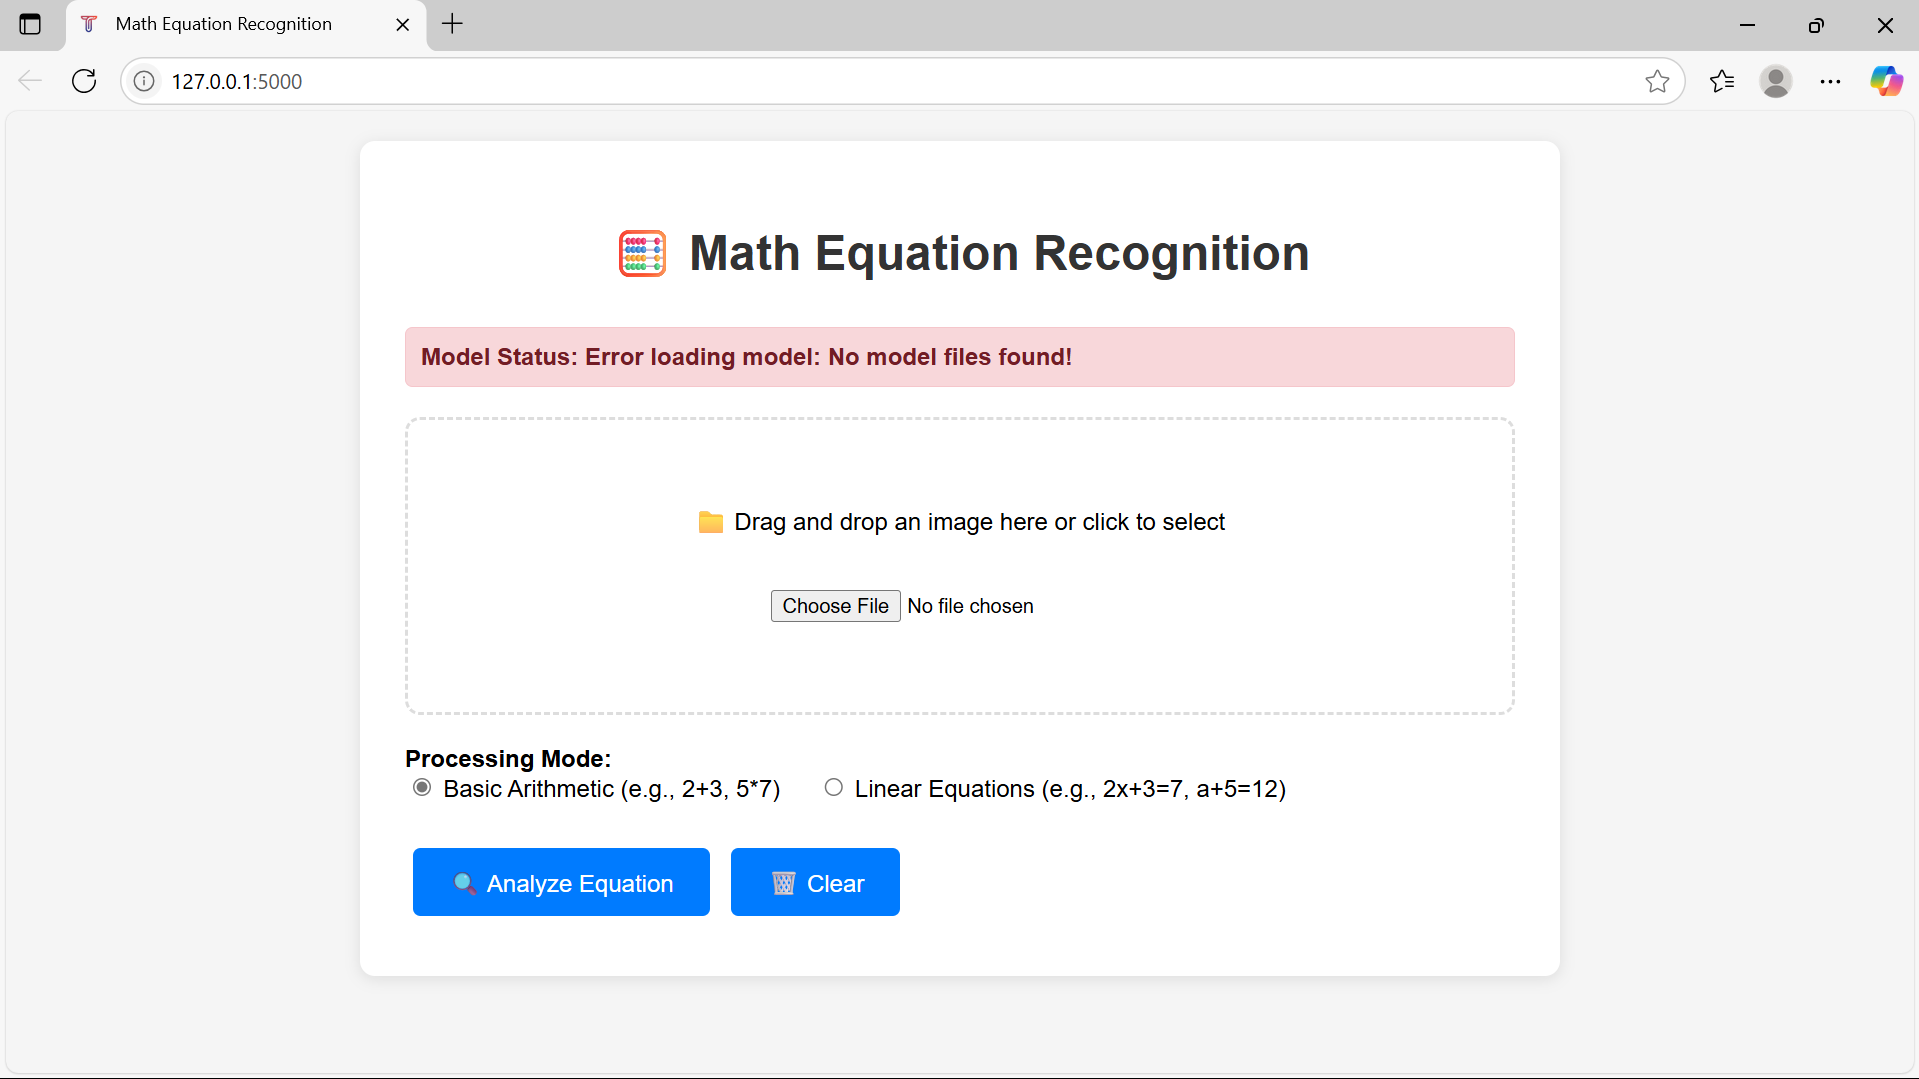 Math Equation Recognition
127.0.0.1:5000
Math Equation Recognition
Model Status: Error loading model: No model files found!
Drag and drop an image here or click to select
Choose File No file chosen
Processing Mode:
Basic Arithmetic (e.g., 2+3, 5*7) Linear Equations (e.g., 2x+3=7, a+5=12)
Analyze Equation Clear